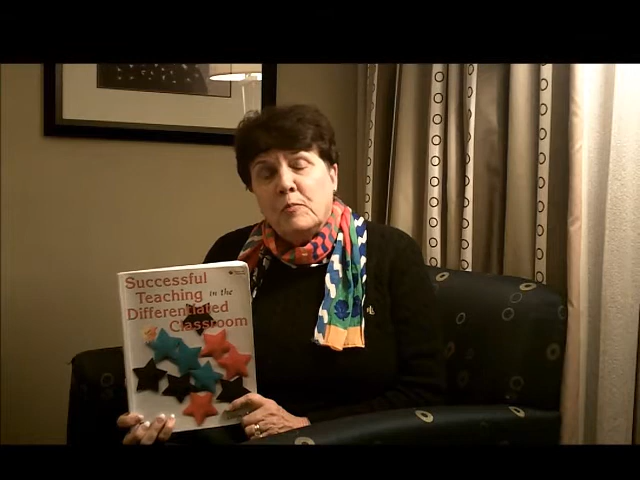 Successful
Teaching in the
Differentiated
Classroom